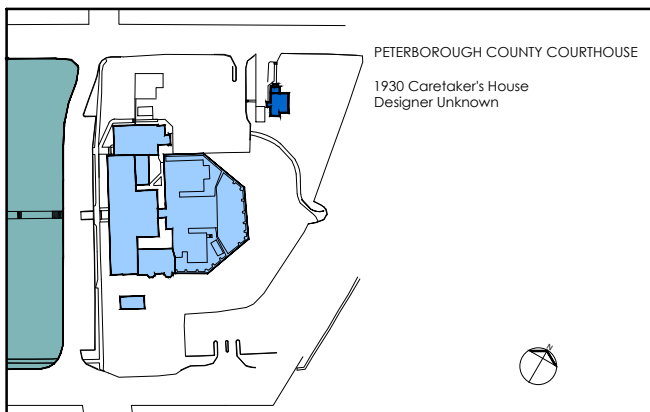 PETERBOROUGH COUNTY COURTHOUSE
1930 Caretaker's House
Designer Unknown
N